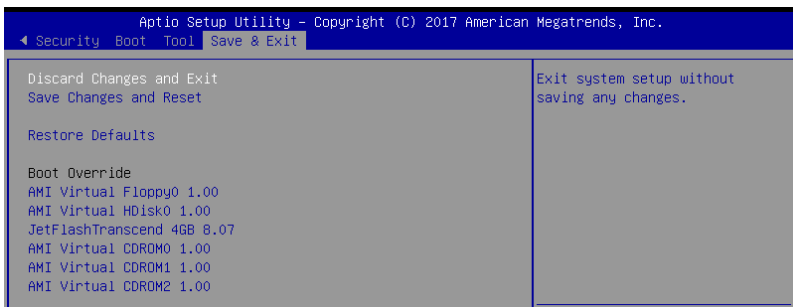 Aptio Setup Utility – Copyright (C) 2017 American Megatrends, Inc.
◄ Security Boot Tool Save & Exit
Discard Changes and Exit
Save Changes and Reset
Restore Defaults
Boot Override
AMI Virtual Floppy0 1.00
AMI Virtual HDisk0 1.00
JetFlashTranscend 4GB 8.07
AMI Virtual CDROM0 1.00
AMI Virtual CDROM1 1.00
AMI Virtual CDROM2 1.00
Exit system setup without
saving any changes.